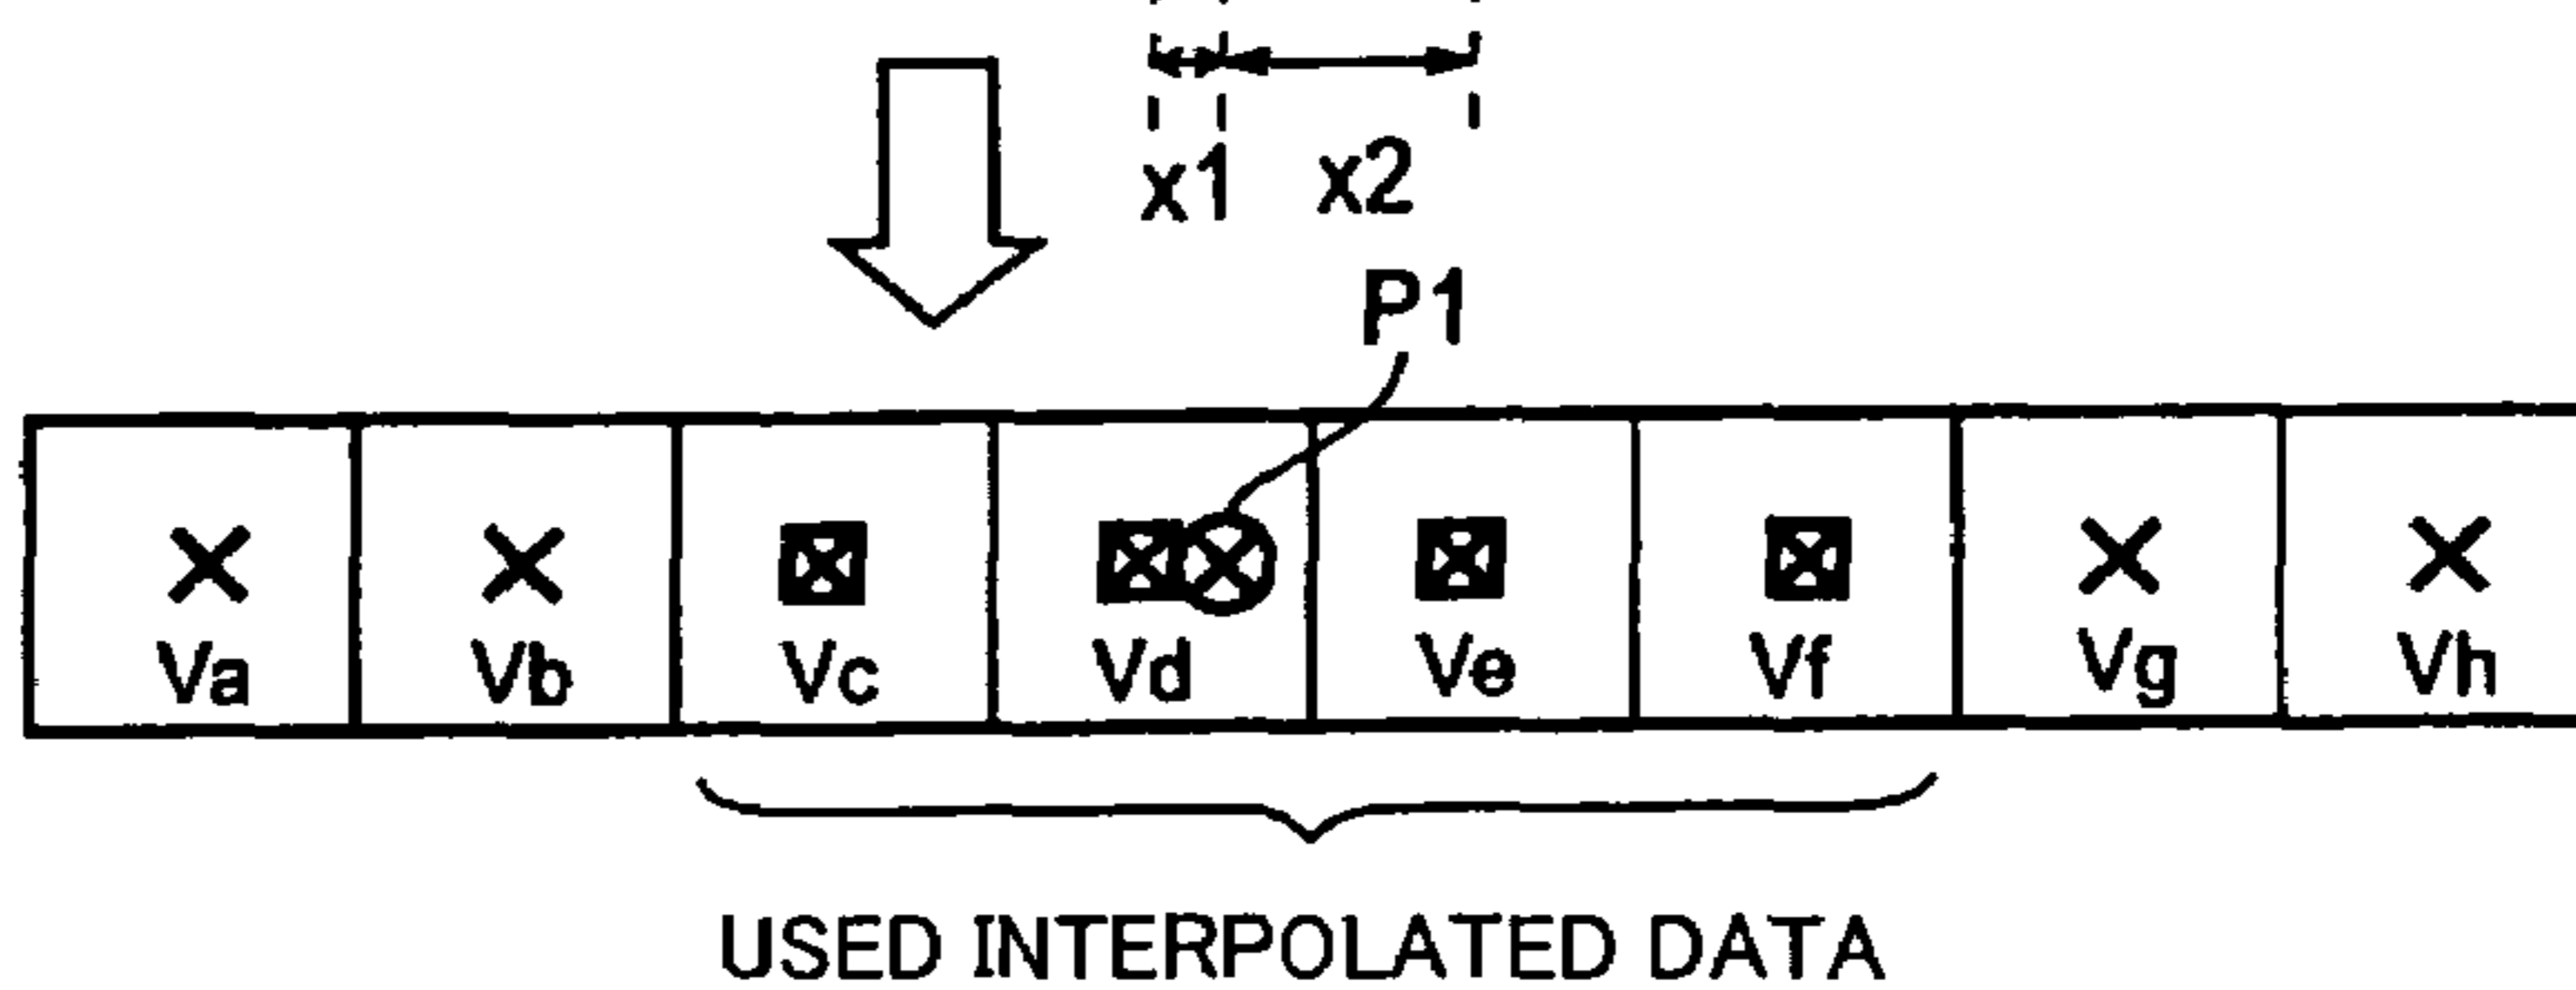 x1 x2
P1
Va Vb Vc Vd Ve Vf Vg Vh
USED INTERPOLATED DATA